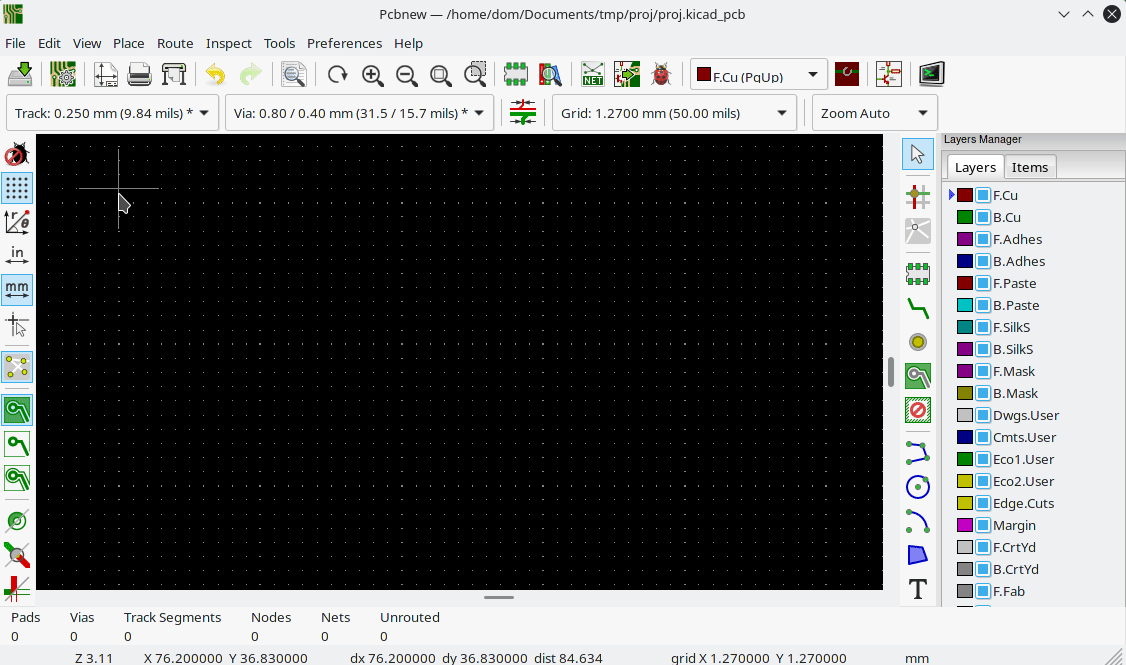 Pcbnew — /home/dom/Documents/tmp/proj/proj.kicad_pcb
File Edit View Place Route Inspect Tools Preferences Help
NET F.Cu (PgUp)
Track: 0.250 mm (9.84 mils) * Via: 0.80 / 0.40 mm (31.5 / 15.7 mils) * Grid: 1.2700 mm (50.00 mils) Zoom Auto
Layers Manager
Layers Items
F.Cu
B.Cu
F.Adhes
B.Adhes
F.Paste
B.Paste
F.SilkS
B.SilkS
F.Mask
B.Mask
Dwgs.User
Cmts.User
Eco1.User
Eco2.User
Edge.Cuts
Margin
F.CrtYd
B.CrtYd
F.Fab
r θ
in
mm
T
Pads Vias Track Segments Nodes Nets Unrouted
0 0 0 0 0 0
Z 3.11 X 76.200000 Y 36.830000 dx 76.200000 dy 36.830000 dist 84.634 grid X 1.270000 Y 1.270000 mm